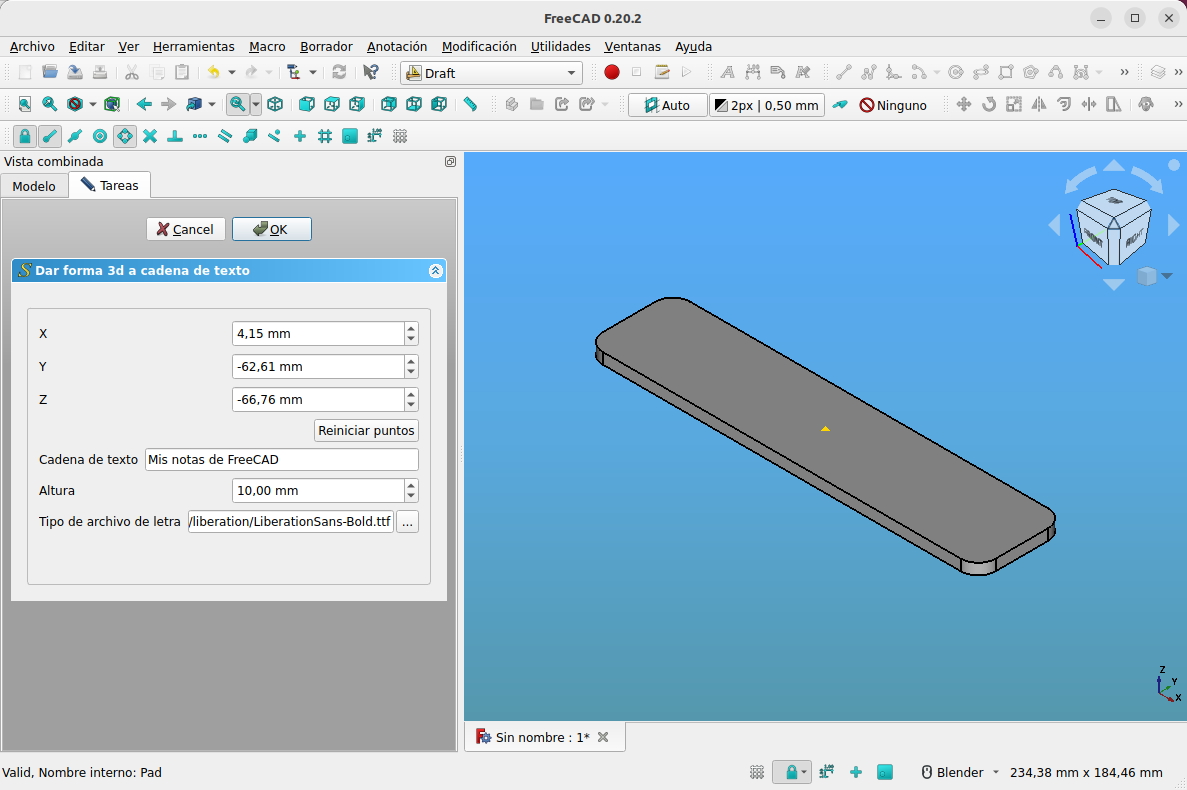 FreeCAD 0.20.2
Archivo Editar Ver Herramientas Macro Borrador Anotación Modificación Utilidades Ventanas Ayuda
Draft
Auto 2px | 0,50 mm Ninguno
Vista combinada
Modelo Tareas
Cancel OK
Dar forma 3d a cadena de texto
X 4,15 mm
Y -62,61 mm
Z -66,76 mm
Reiniciar puntos
Cadena de texto Mis notas de FreeCAD
Altura 10,00 mm
Tipo de archivo de letra /liberation/LiberationSans-Bold.ttf ...
FRONT RIGHT
Z
Y
X
Sin nombre : 1*
Valid, Nombre interno: Pad Blender 234,38 mm x 184,46 mm